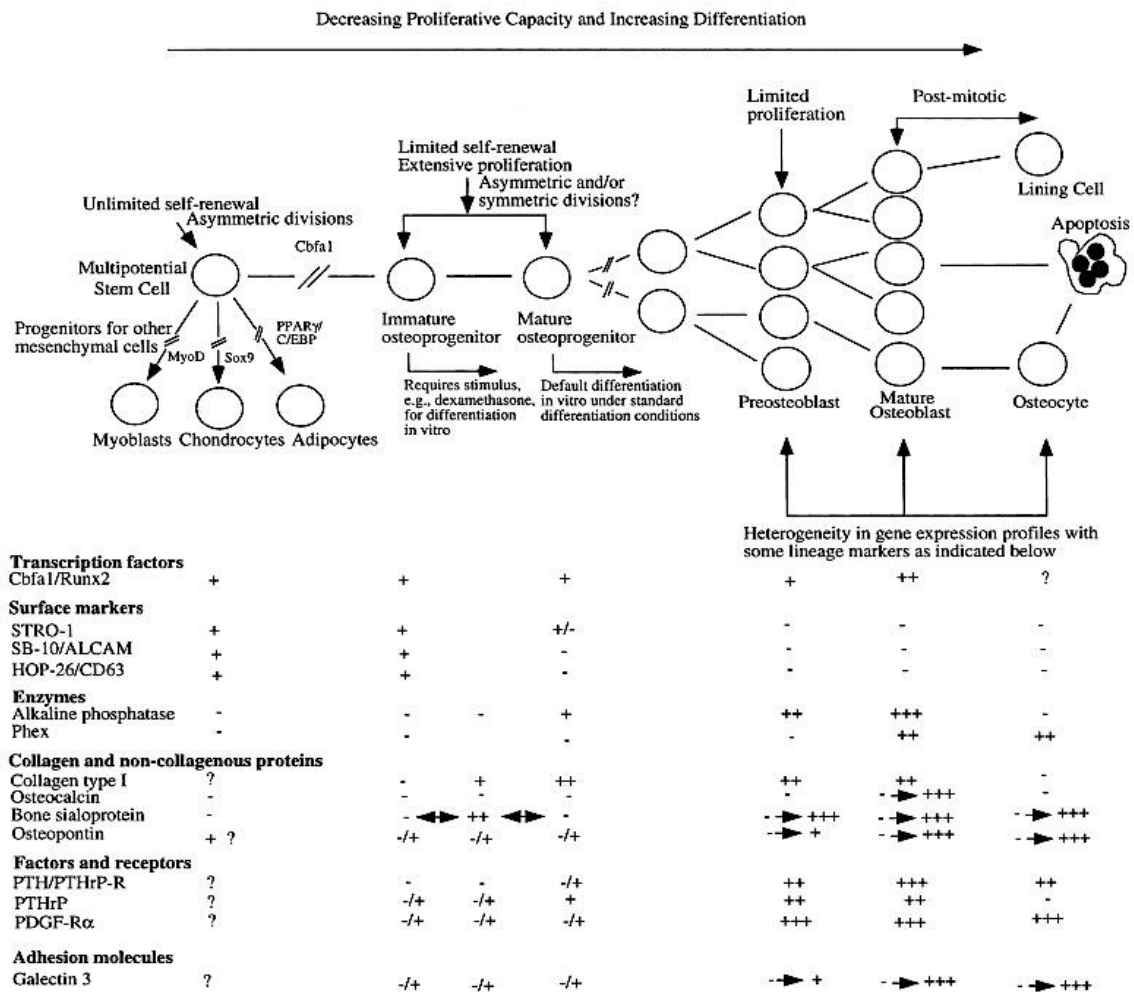 Decreasing Proliferative Capacity and Increasing Differentiation
Limited
proliferation
Post-mitotic
Limited self-renewal
Extensive proliferation
Asymmetric and/or
symmetric divisions?
Lining Cell
Unlimited self-renewal
Asymmetric divisions
Apoptosis
Cbfa1
Multipotential
Stem Cell
Progenitors for other
mesenchymal cells
MyoD
Sox9
PPARγ/
C/EBP
Immature
osteoprogenitor
Mature
osteoprogenitor
Requires stimulus,
e.g., dexamethasone,
for differentiation
in vitro
Default differentiation
in vitro under standard
differentiation conditions
Preosteoblast
Mature
Osteoblast
Osteocyte
Myoblasts Chondrocytes Adipocytes
Heterogeneity in gene expression profiles with
some lineage markers as indicated below
Transcription factors
Cbfa1/Runx2 + + + + ++ ?
Surface markers
STRO-1 + + +/- - - -
SB-10/ALCAM + + - - - -
HOP-26/CD63 + + - - - -
Enzymes
Alkaline phosphatase - - - + ++ +++ -
Phex - - - - ++ ++
Collagen and non-collagenous proteins
Collagen type I ? - + ++ ++ ++ -
Osteocalcin - - - - - - +++ -
Bone sialoprotein - - ++ - - +++ - +++ - +++
Osteopontin + ? -/+ -/+ -/+ - + - +++ - +++
Factors and receptors
PTH/PTHrP-R ? - - -/+ ++ +++ ++
PTHrP ? -/+ -/+ + ++ ++ -
PDGF-Rα ? -/+ -/+ -/+ +++ +++ +++
Adhesion molecules
Galectin 3 ? -/+ -/+ -/+ - + - +++ - +++